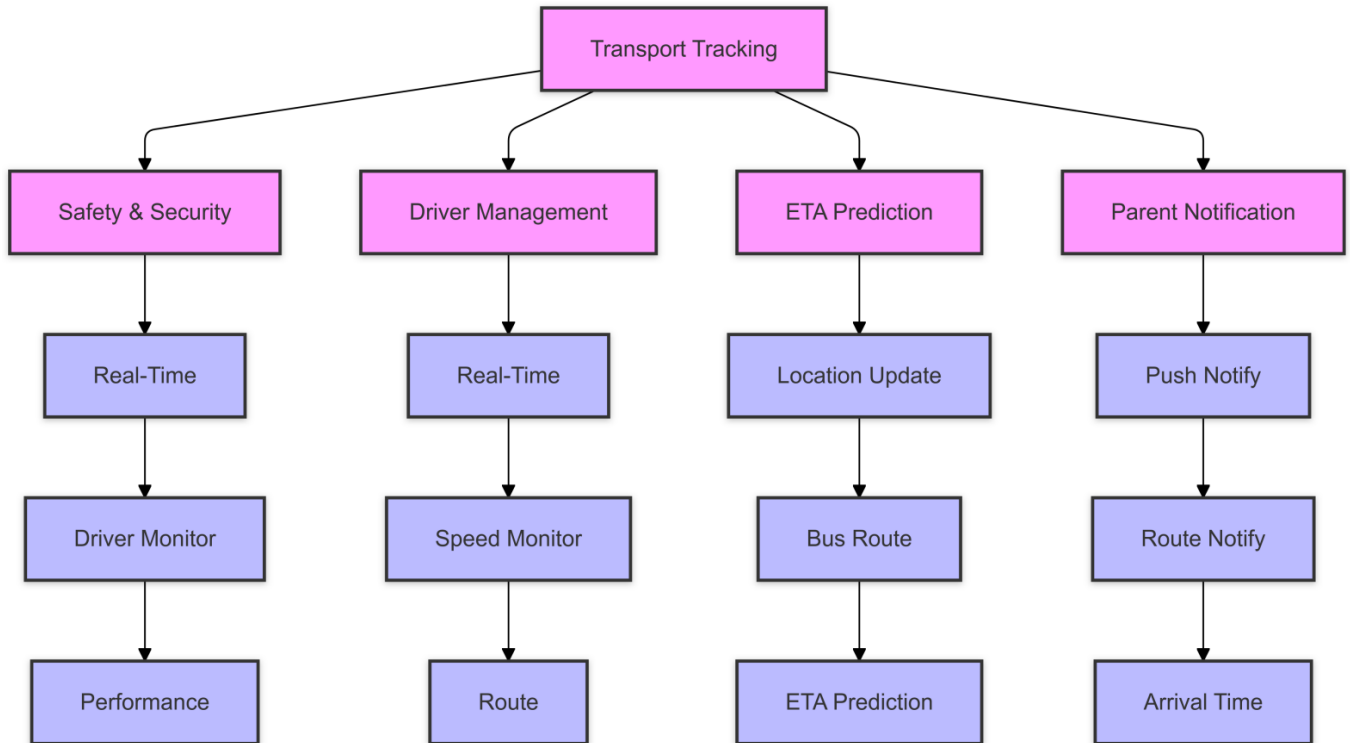 Transport Tracking
Safety & Security
Driver Management
ETA Prediction
Parent Notification
Real-Time
Real-Time
Location Update
Push Notify
Driver Monitor
Speed Monitor
Bus Route
Route Notify
Performance
Route
ETA Prediction
Arrival Time